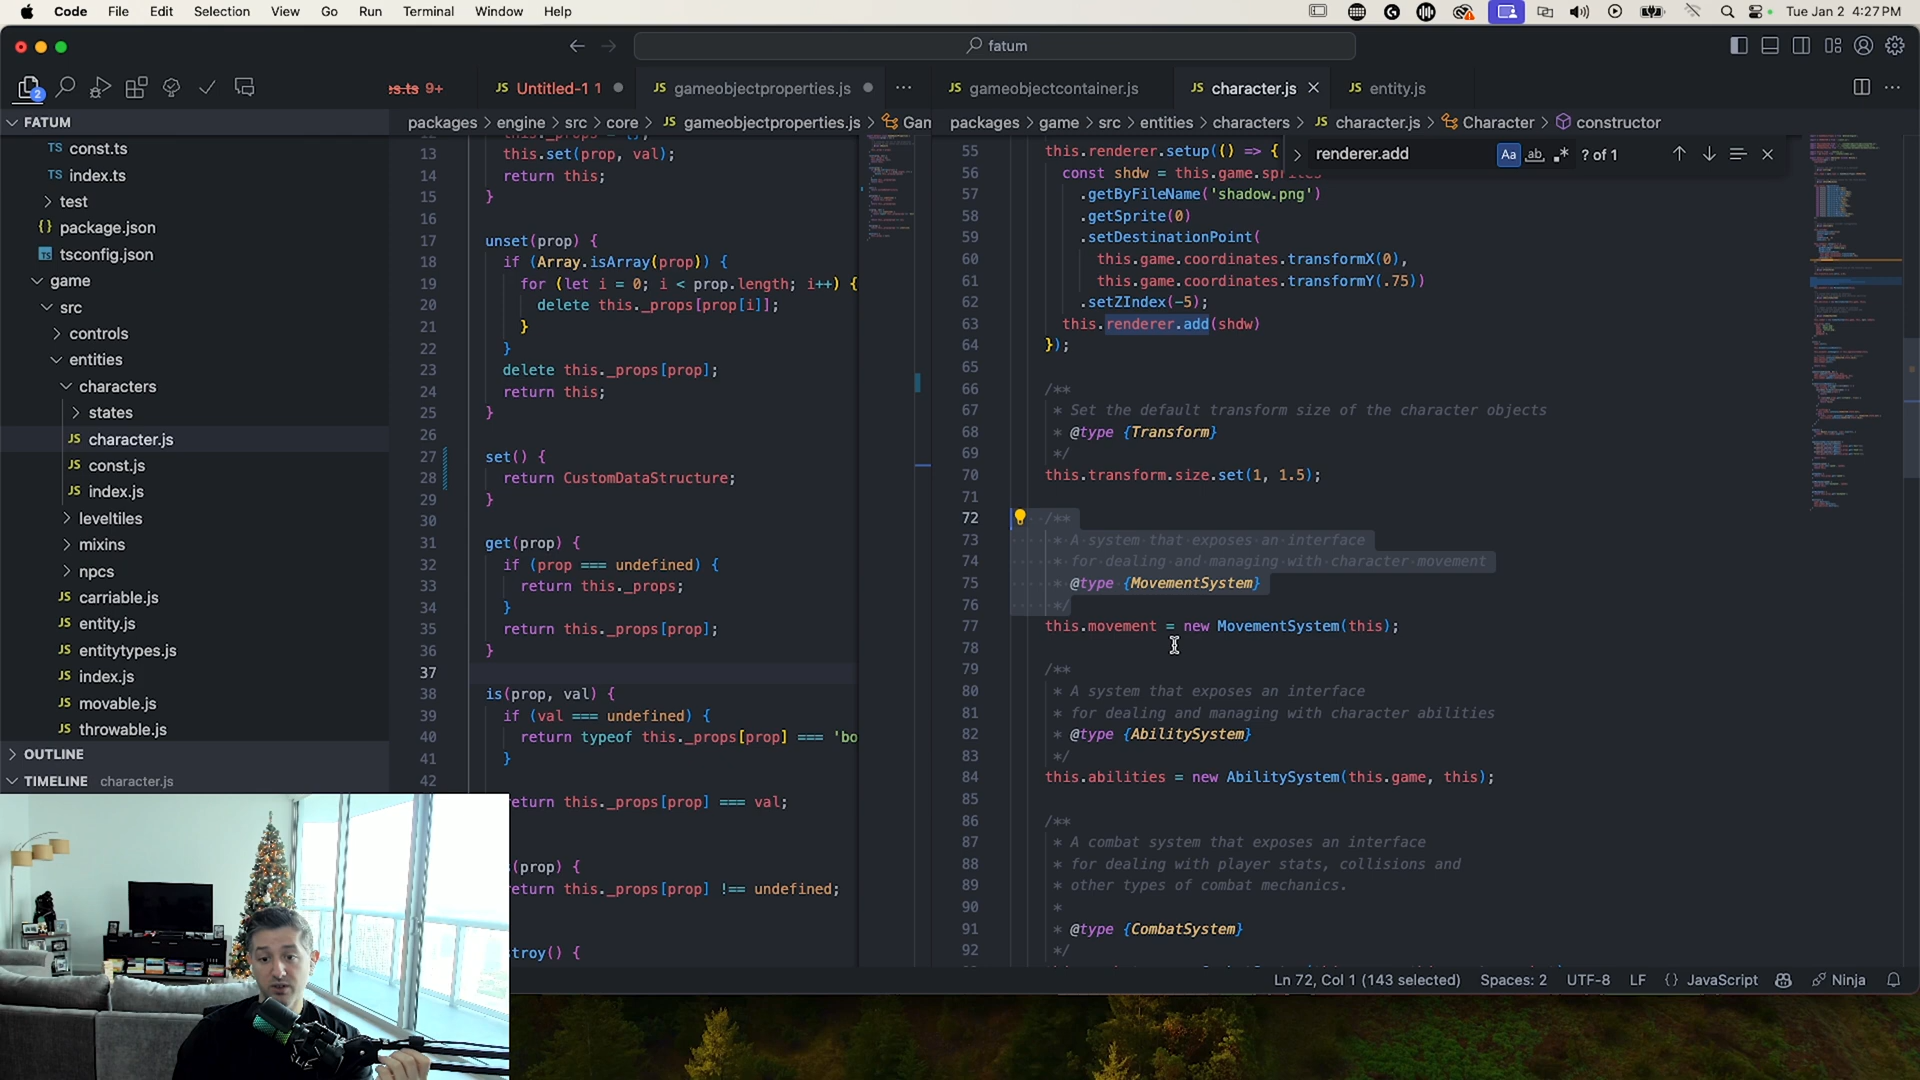 Code File Edit Selection View Go Run Terminal Window Help Tue Jan 2 4:27 PM
fatum
2
s.ts 9+ JS Untitled-1 1 JS gameobjectproperties.js JS gameobjectcontainer.js JS character.js JS entity.js
FATUM
TS const.ts
TS index.ts
test
{} package.json
tsconfig.json
game
src
controls
entities
characters
states
JS character.js
JS const.js
JS index.js
leveltiles
mixins
npcs
JS carriable.js
JS entity.js
JS entitytypes.js
JS index.js
JS movable.js
JS throwable.js
OUTLINE
TIMELINE character.js
packages > engine > src > core > JS gameobjectproperties.js > Gam
13 this.set(prop, val);
14 return this;
15 }
16
17 unset(prop) {
18 if (Array.isArray(prop)) {
19 for (let i = 0; i < prop.length; i++) {
20 delete this._props[prop[i]];
21 }
22 }
23 delete this._props[prop];
24 return this;
25 }
26
27 set() {
28 return CustomDataStructure;
29 }
30
31 get(prop) {
32 if (prop === undefined) {
33 return this._props;
34 }
35 return this._props[prop];
36 }
37
38 is(prop, val) {
39 if (val === undefined) {
40 return typeof this._props[prop] === 'bo
41 }
42
return this._props[prop] === val;
(prop) {
return this._props[prop] !== undefined;
stroy() {
packages > game > src > entities > characters > JS character.js > Character > constructor
renderer.add Aa ab .* ? of 1
55 this.renderer.setup(() => {
56 const shdw = this.game.sprites
57 .getByFileName('shadow.png')
58 .getSprite(0)
59 .setDestinationPoint(
60 this.game.coordinates.transformX(0),
61 this.game.coordinates.transformY(.75))
62 .setZIndex(-5);
63 this.renderer.add(shdw)
64 });
65
66 /**
67 * Set the default transform size of the character objects
68 * @type {Transform}
69 */
70 this.transform.size.set(1, 1.5);
71
72 /**
73 * A system that exposes an interface
74 * for dealing and managing with character movement
75 * @type {MovementSystem}
76 */
77 this.movement = new MovementSystem(this);
78
79 /**
80 * A system that exposes an interface
81 * for dealing and managing with character abilities
82 * @type {AbilitySystem}
83 */
84 this.abilities = new AbilitySystem(this.game, this);
85
86 /**
87 * A combat system that exposes an interface
88 * for dealing with player stats, collisions and
89 * other types of combat mechanics.
90 *
91 * @type {CombatSystem}
92 */
Ln 72, Col 1 (143 selected) Spaces: 2 UTF-8 LF {} JavaScript Ninja